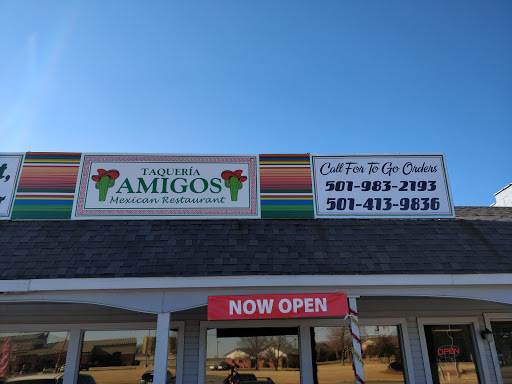 TAQUERÍA
AMIGOS
Mexican Restaurant
Call For To Go Orders
501-983-2193
501-413-9836
NOW OPEN
OPEN